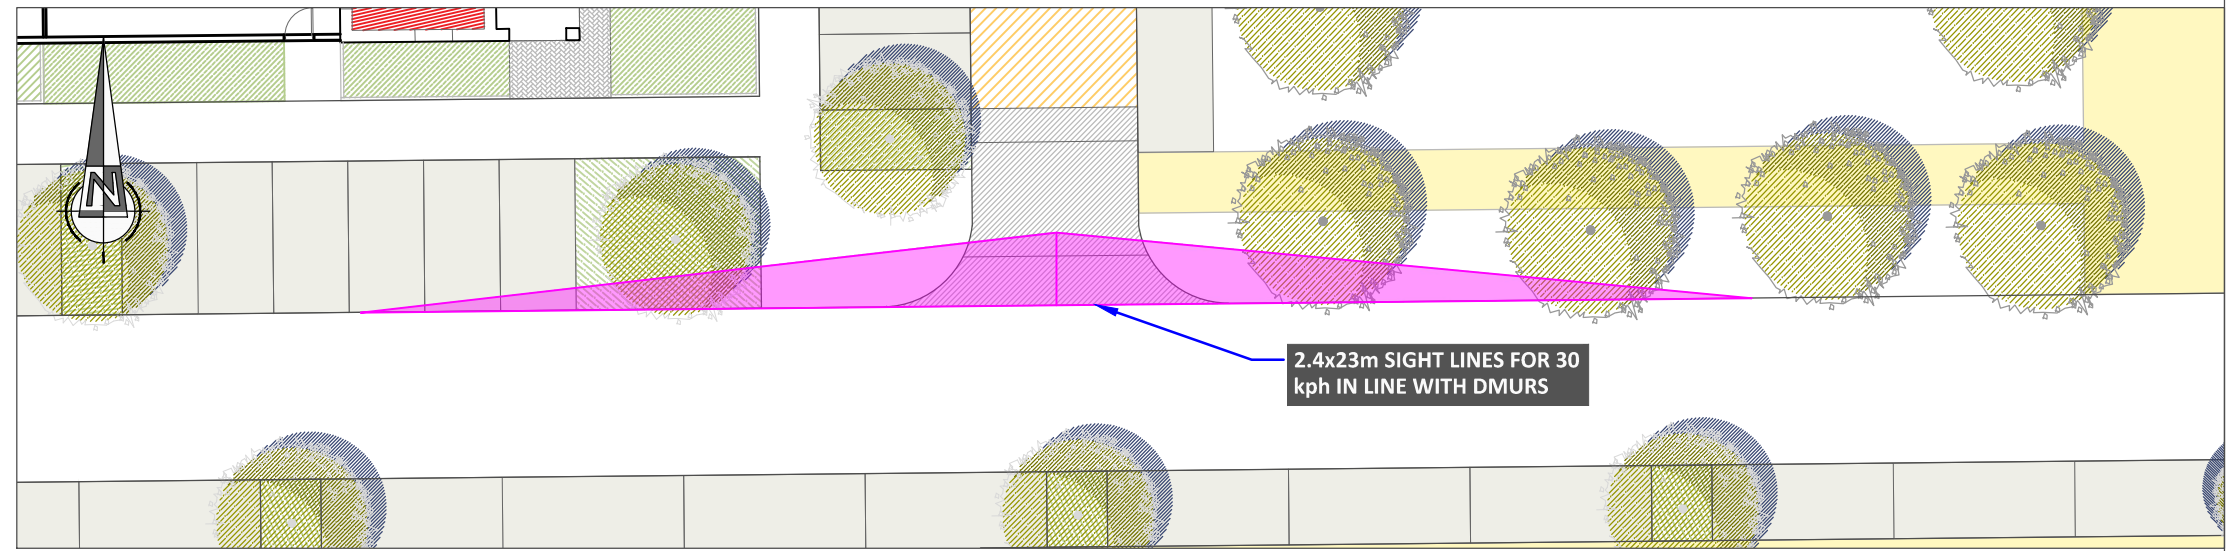 N
2.4x23m SIGHT LINES FOR 30
kph IN LINE WITH DMURS